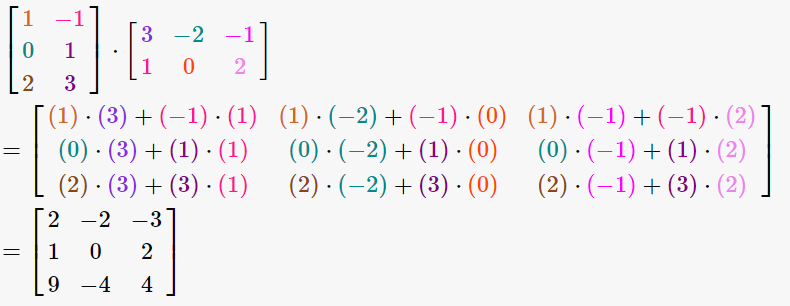 [1 −1; 0 1; 2 3] · [3 −2 −1; 1 0 2]
= [(1)·(3)+(−1)·(1) (1)·(−2)+(−1)·(0) (1)·(−1)+(−1)·(2); (0)·(3)+(1)·(1) (0)·(−2)+(1)·(0) (0)·(−1)+(1)·(2); (2)·(3)+(3)·(1) (2)·(−2)+(3)·(0) (2)·(−1)+(3)·(2)]
= [2 −2 −3; 1 0 2; 9 −4 4]